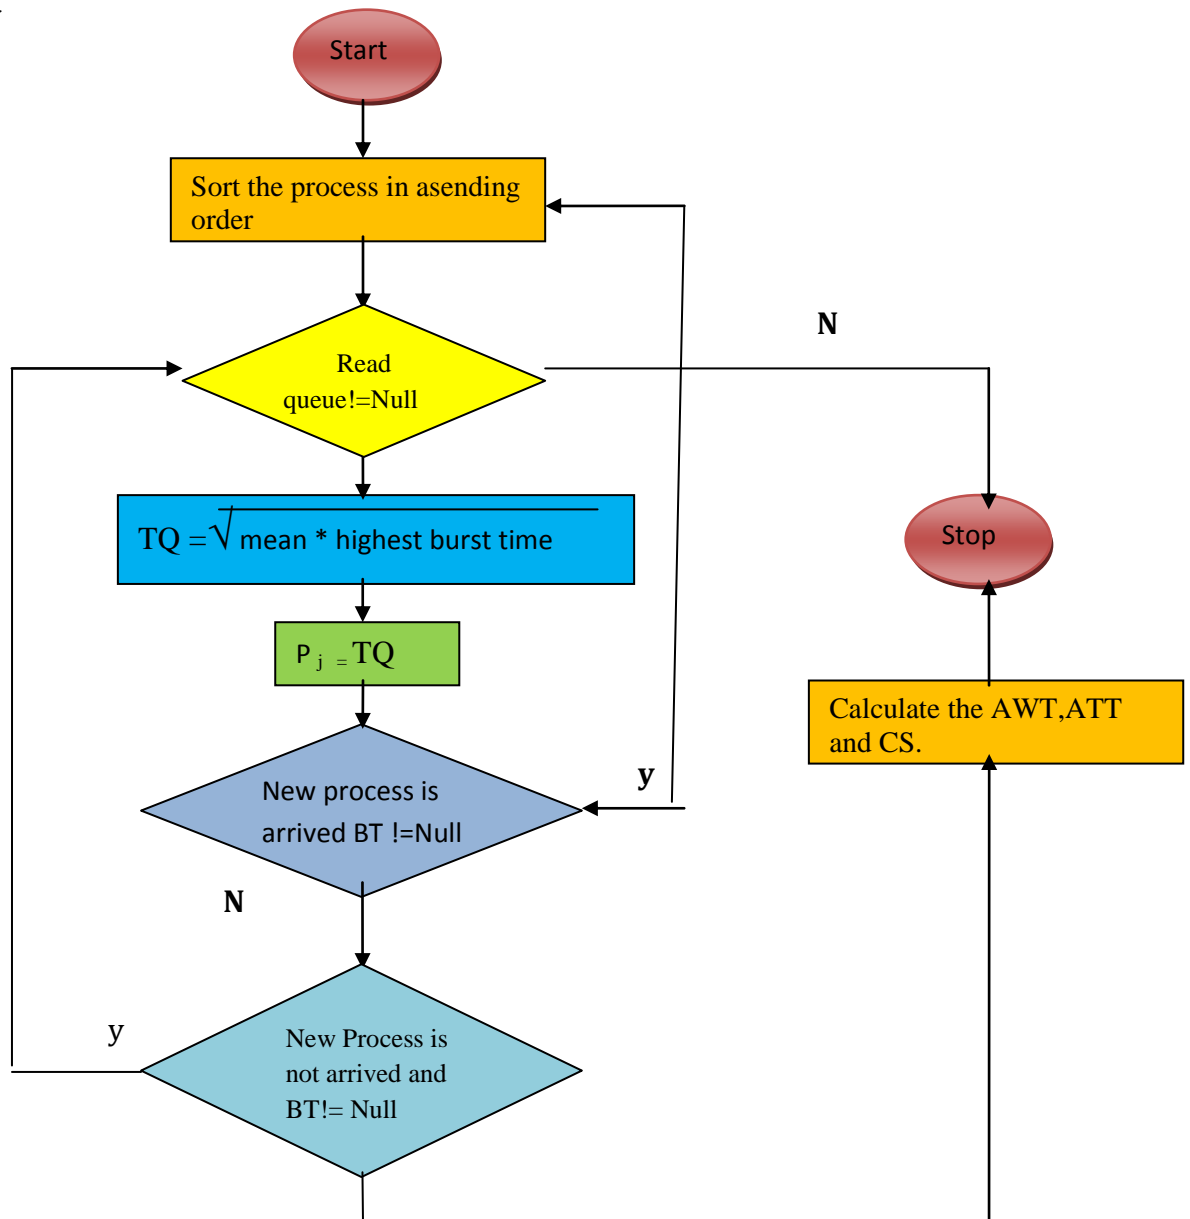 Start
Sort the process in asending
order
Read
queue!=Null
N
TQ =√ mean * highest burst time
Stop
P j = TQ
Calculate the AWT,ATT
and CS.
New process is
arrived BT !=Null
y
N
New Process is
not arrived and
BT!= Null
y